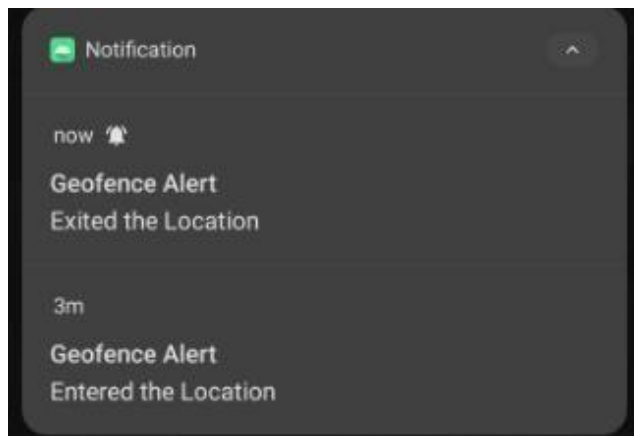 Notification
now
Geofence Alert
Exited the Location
3m
Geofence Alert
Entered the Location